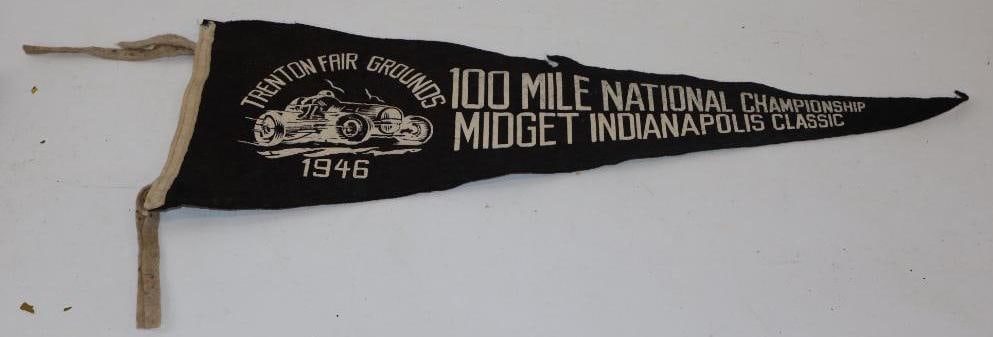 TRENTON FAIR GROUNDS
1946
100 MILE NATIONAL CHAMPIONSHIP
MIDGET INDIANAPOLIS CLASSIC